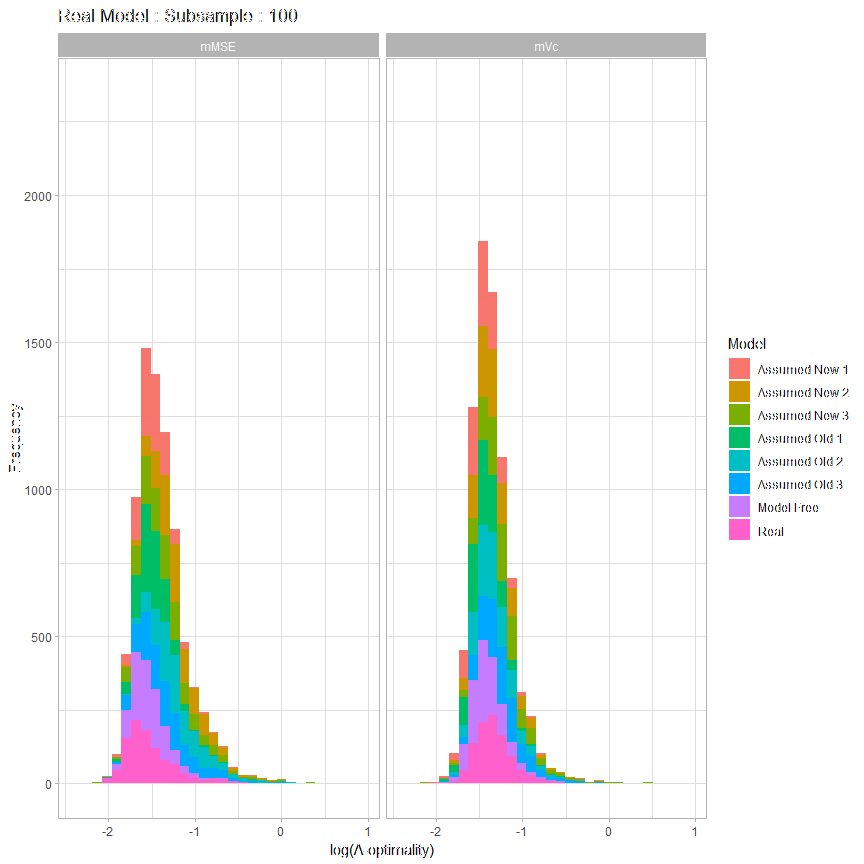 Real Model :: Subsample : 100
mMSE
mVc
2000
1500
1000
500
0
Frequency
-2
-1
0
1
-2
-1
0
1
log(A-optimality)
Model
Assumed New 1
Assumed New 2
Assumed New 3
Assumed Old 1
Assumed Old 2
Assumed Old 3
Model Free
Real